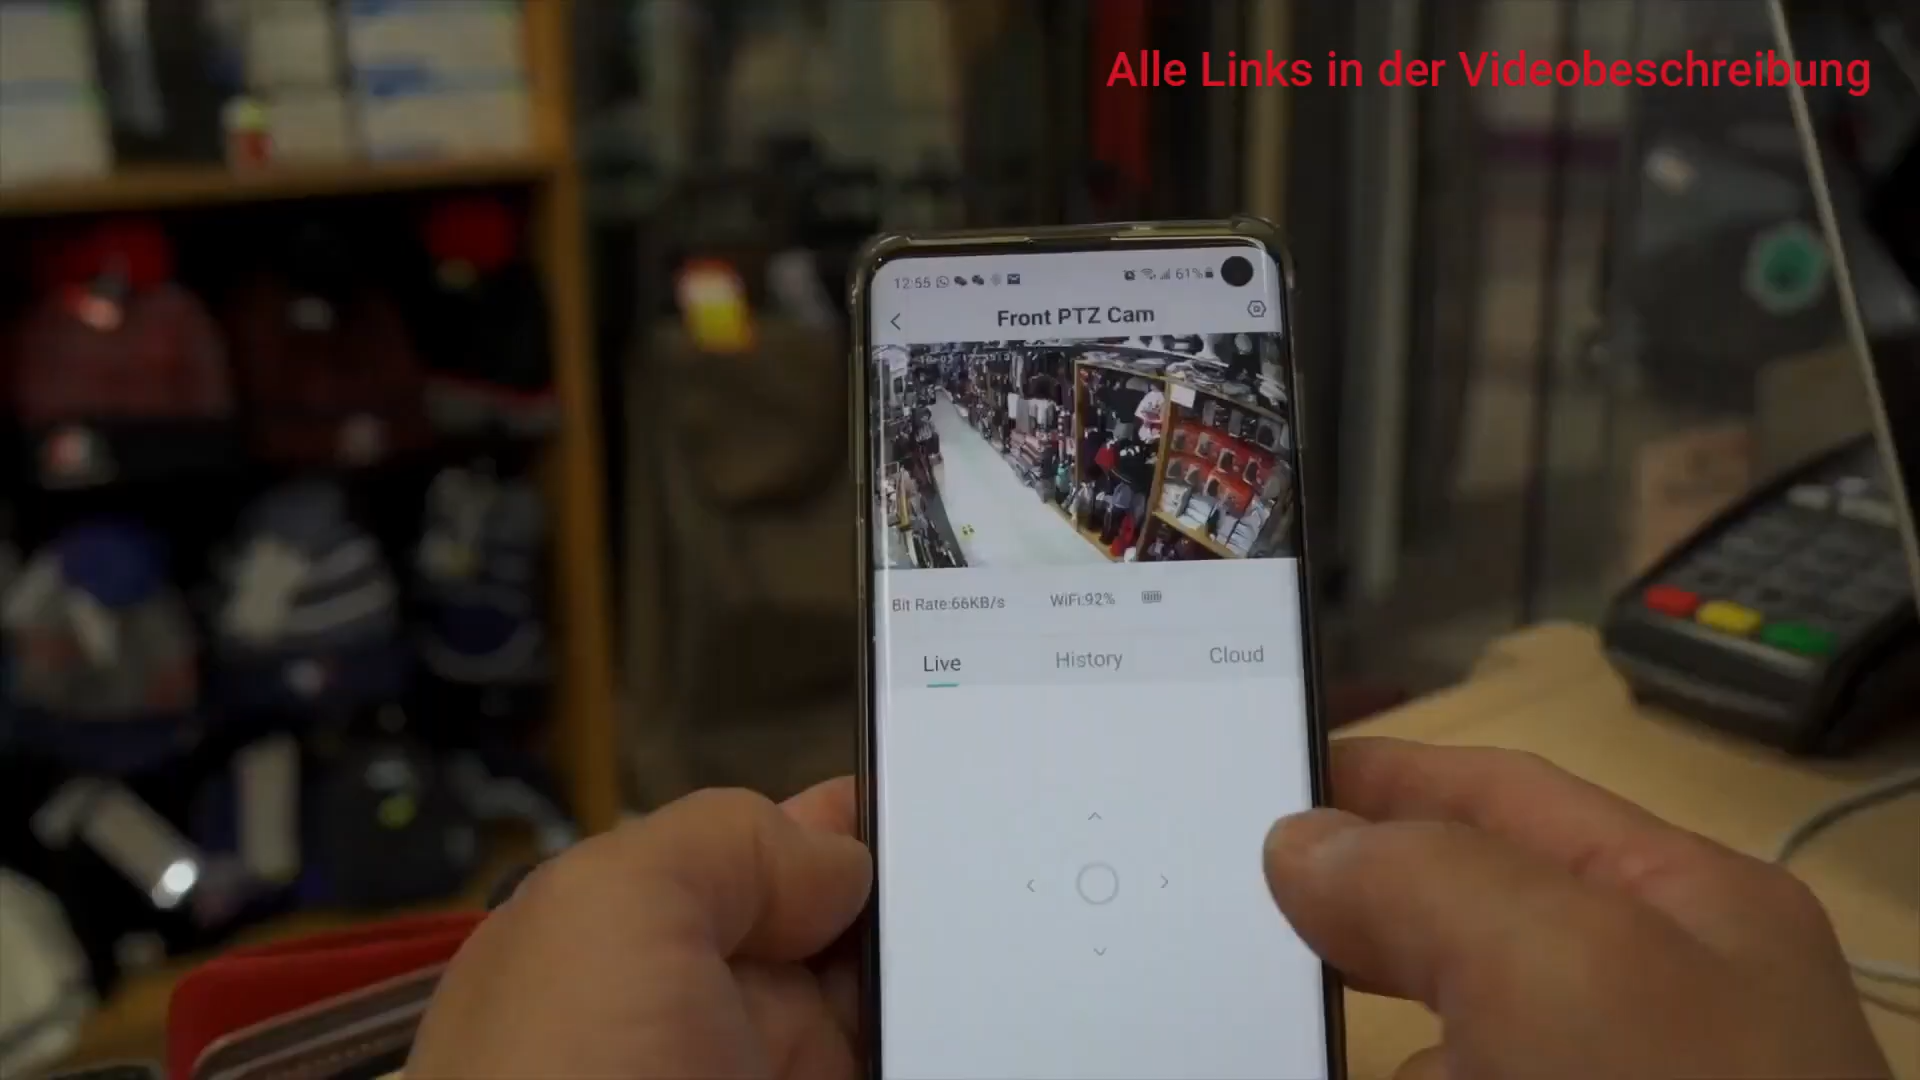 Alle Links in der Videobeschreibung
12:55
61%
Front PTZ Cam
Bit Rate:66KB/s
WiFi:92%
Live
History
Cloud